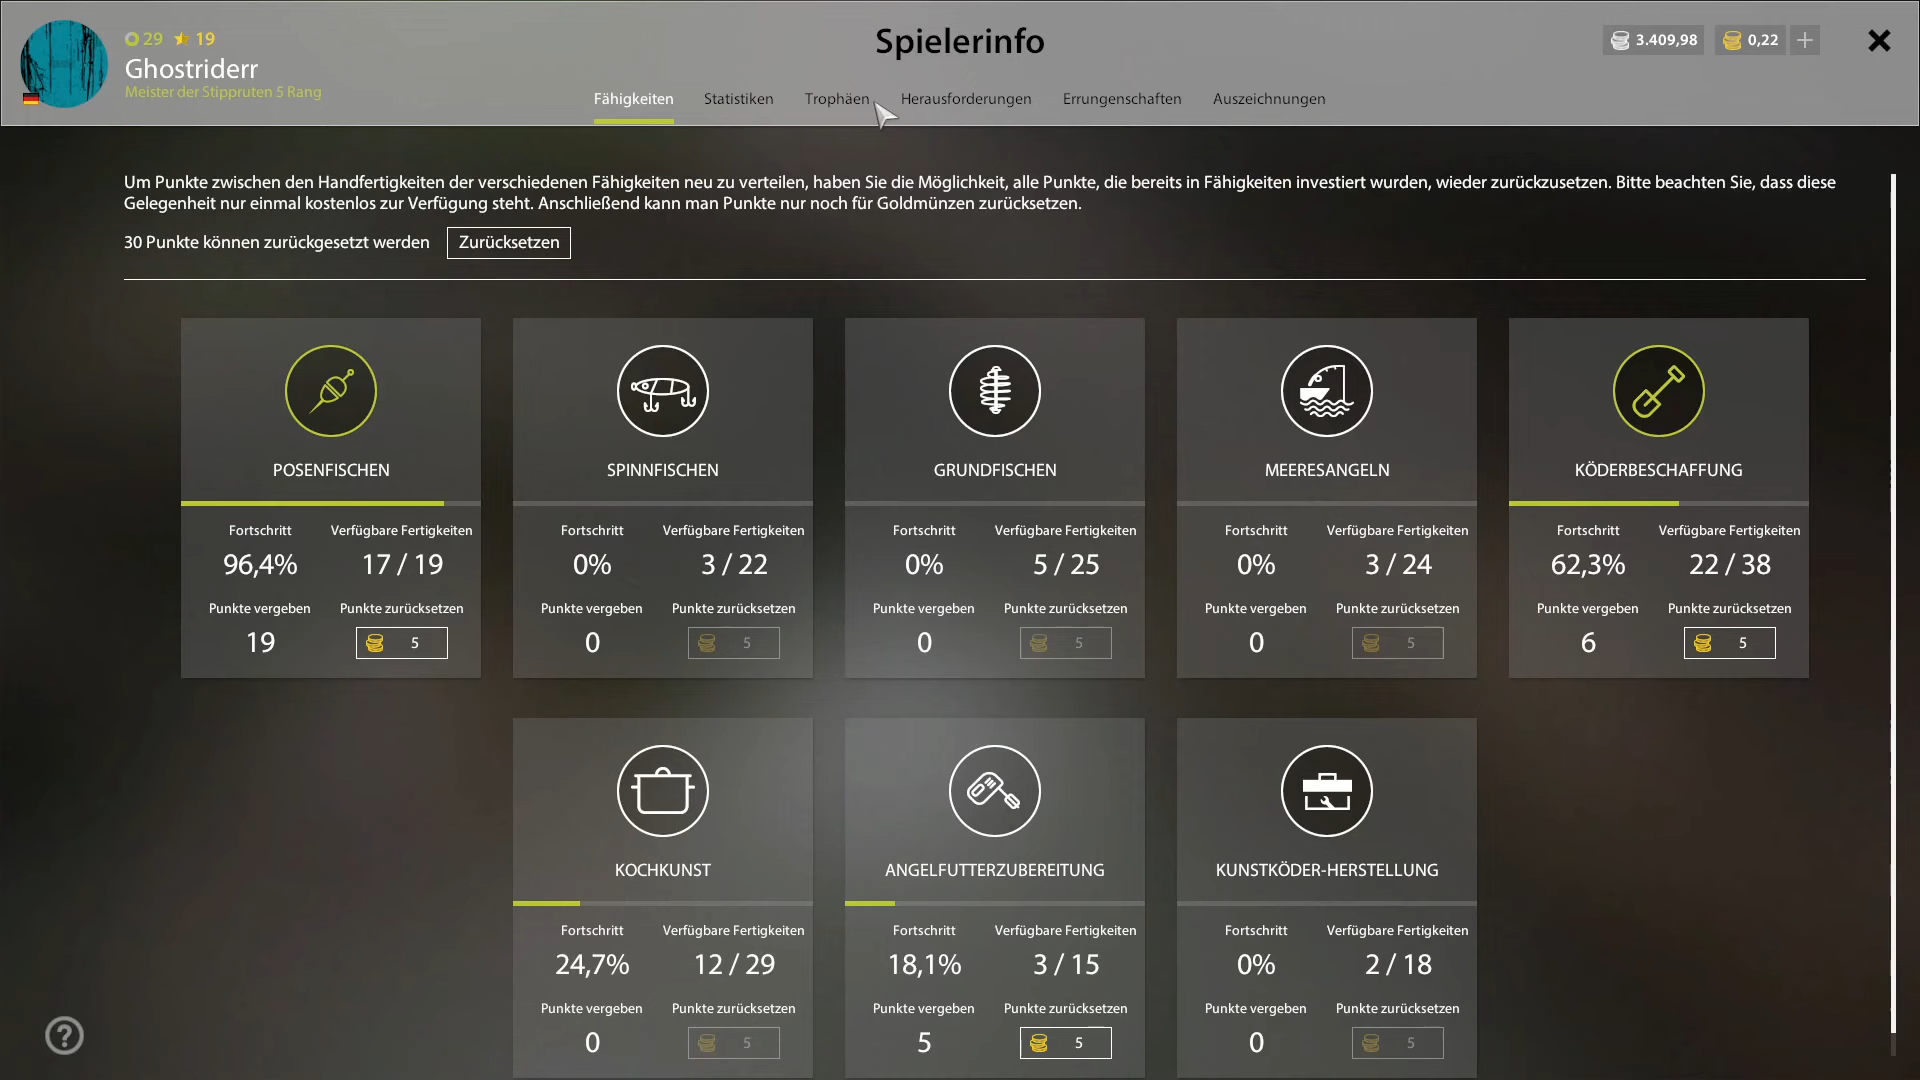 29 19
Ghostriderr
Meister der Stippruten 5 Rang
Spielerinfo
3.409,98
0,22
Fähigkeiten Statistiken Trophäen Herausforderungen Errungenschaften Auszeichnungen
Um Punkte zwischen den Handfertigkeiten der verschiedenen Fähigkeiten neu zu verteilen, haben Sie die Möglichkeit, alle Punkte, die bereits in Fähigkeiten investiert wurden, wieder zurückzusetzen. Bitte beachten Sie, dass diese
Gelegenheit nur einmal kostenlos zur Verfügung steht. Anschließend kann man Punkte nur noch für Goldmünzen zurücksetzen.
30 Punkte können zurückgesetzt werden Zurücksetzen
POSENFISCHEN
Fortschritt Verfügbare Fertigkeiten
96,4% 17 / 19
Punkte vergeben Punkte zurücksetzen
19 5
SPINNFISCHEN
Fortschritt Verfügbare Fertigkeiten
0% 3 / 22
Punkte vergeben Punkte zurücksetzen
0 5
GRUNDFISCHEN
Fortschritt Verfügbare Fertigkeiten
0% 5 / 25
Punkte vergeben Punkte zurücksetzen
0 5
MEERESANGELN
Fortschritt Verfügbare Fertigkeiten
0% 3 / 24
Punkte vergeben Punkte zurücksetzen
0 5
KÖDERBESCHAFFUNG
Fortschritt Verfügbare Fertigkeiten
62,3% 22 / 38
Punkte vergeben Punkte zurücksetzen
6 5
KOCHKUNST
Fortschritt Verfügbare Fertigkeiten
24,7% 12 / 29
Punkte vergeben Punkte zurücksetzen
0 5
ANGELFUTTERZUBEREITUNG
Fortschritt Verfügbare Fertigkeiten
18,1% 3 / 15
Punkte vergeben Punkte zurücksetzen
5 5
KUNSTKÖDER-HERSTELLUNG
Fortschritt Verfügbare Fertigkeiten
0% 2 / 18
Punkte vergeben Punkte zurücksetzen
0 5
?